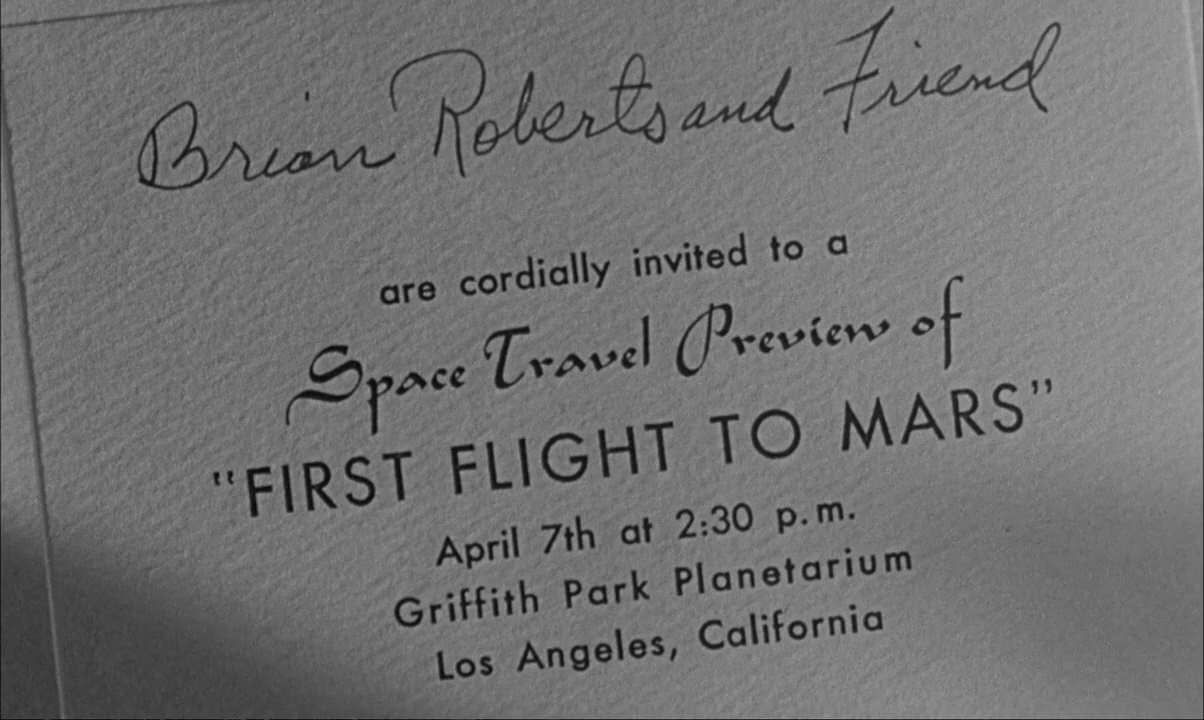 Brian Roberts and Friend
are cordially invited to a
Space Travel Preview of
"FIRST FLIGHT TO MARS"
April 7th at 2:30 p.m.
Griffith Park Planetarium
Los Angeles, California